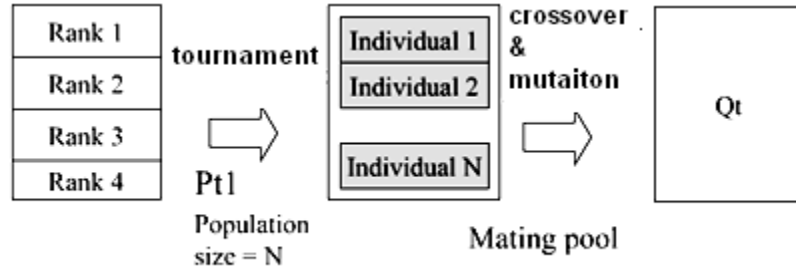 Rank 1
Rank 2
Rank 3
Rank 4
tournament
Pt1
Population
size = N
Individual 1
Individual 2
Individual N
crossover
&
mutaiton
Mating pool
Qt